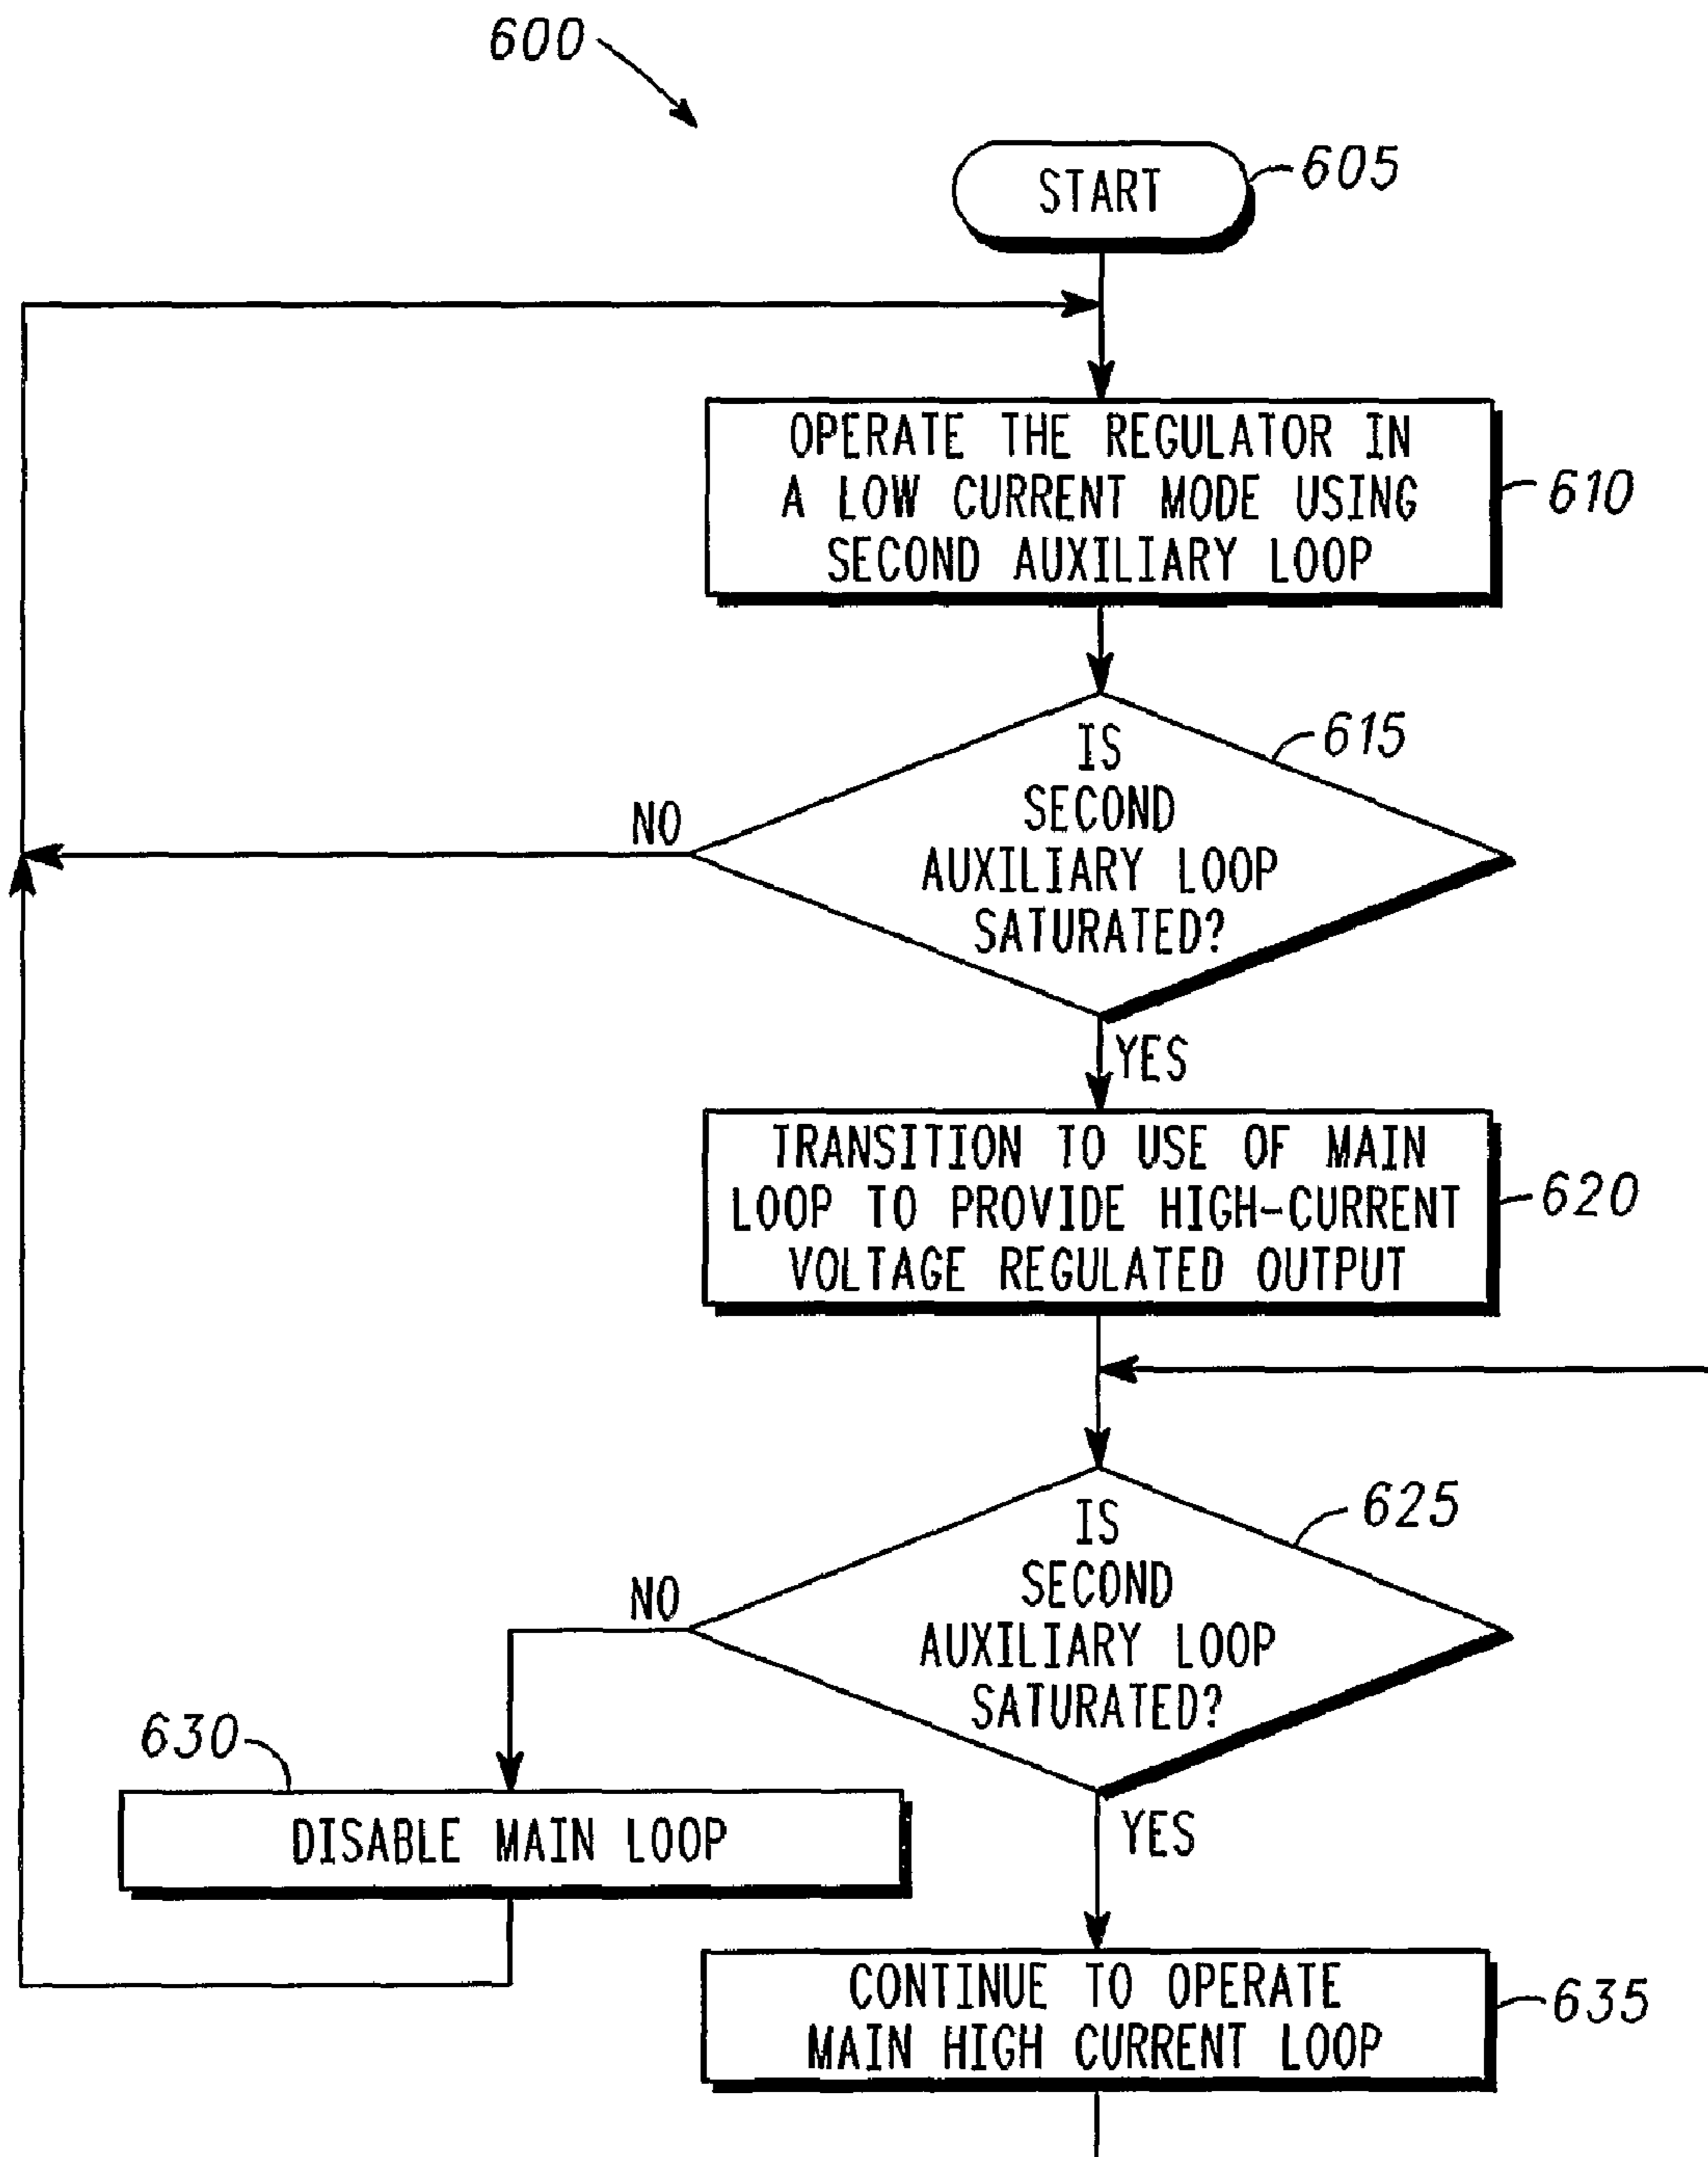 600
START
605
OPERATE THE REGULATOR IN
A LOW CURRENT MODE USING
SECOND AUXILIARY LOOP
610
IS
SECOND
AUXILIARY LOOP
SATURATED?
615
NO
YES
TRANSITION TO USE OF MAIN
LOOP TO PROVIDE HIGH-CURRENT
VOLTAGE REGULATED OUTPUT
620
IS
SECOND
AUXILIARY LOOP
SATURATED?
625
NO
630
DISABLE MAIN LOOP
YES
CONTINUE TO OPERATE
MAIN HIGH CURRENT LOOP
635